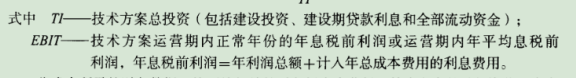 式中　TI——技术方案总投资（包括建设投资、建设期贷款利息和全部流动资金）；
EBIT——技术方案运营期内正常年份的年息税前利润或运营期内年平均息税前
利润，年息税前利润=年利润总额+计入年总成本费用的利息费用。